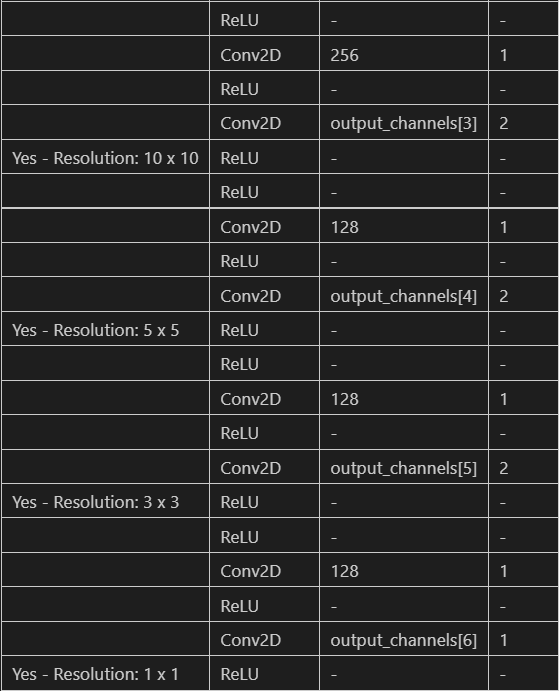 ReLU - -
Conv2D 256 1
ReLU - -
Conv2D output_channels[3] 2
Yes - Resolution: 10 x 10 ReLU - -
ReLU - -
Conv2D 128 1
ReLU - -
Conv2D output_channels[4] 2
Yes - Resolution: 5 x 5 ReLU - -
ReLU - -
Conv2D 128 1
ReLU - -
Conv2D output_channels[5] 2
Yes - Resolution: 3 x 3 ReLU - -
ReLU - -
Conv2D 128 1
ReLU - -
Conv2D output_channels[6] 1
Yes - Resolution: 1 x 1 ReLU - -